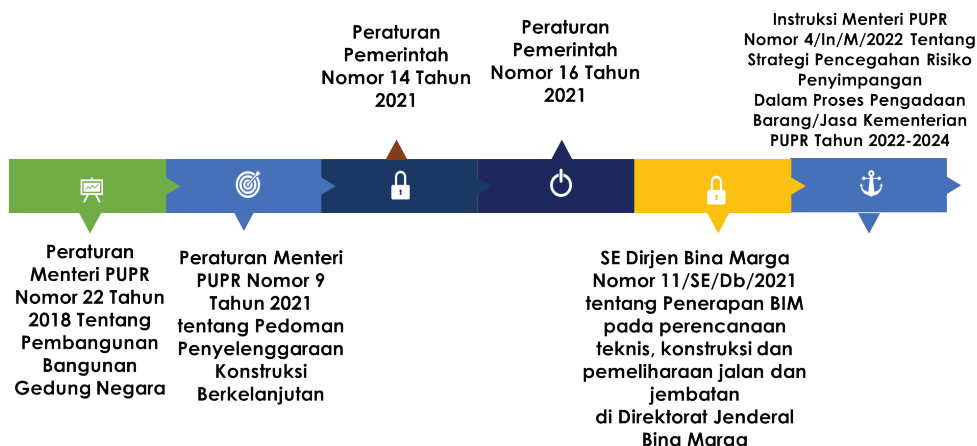 Peraturan
Menteri PUPR
Nomor 22 Tahun
2018 Tentang
Pembangunan
Bangunan
Gedung Negara
Peraturan Menteri
PUPR Nomor 9
Tahun 2021
tentang Pedoman
Penyelenggaraan
Konstruksi
Berkelanjutan
Peraturan
Pemerintah
Nomor 14 Tahun
2021
Peraturan
Pemerintah
Nomor 16 Tahun
2021
SE Dirjen Bina Marga
Nomor 11/SE/Db/2021
tentang Penerapan BIM
pada perencanaan
teknis, konstruksi dan
pemeliharaan jalan dan
jembatan
di Direktorat Jenderal
Bina Marga
Instruksi Menteri PUPR
Nomor 4/In/M/2022 Tentang
Strategi Pencegahan Risiko
Penyimpangan
Dalam Proses Pengadaan
Barang/Jasa Kementerian
PUPR Tahun 2022-2024